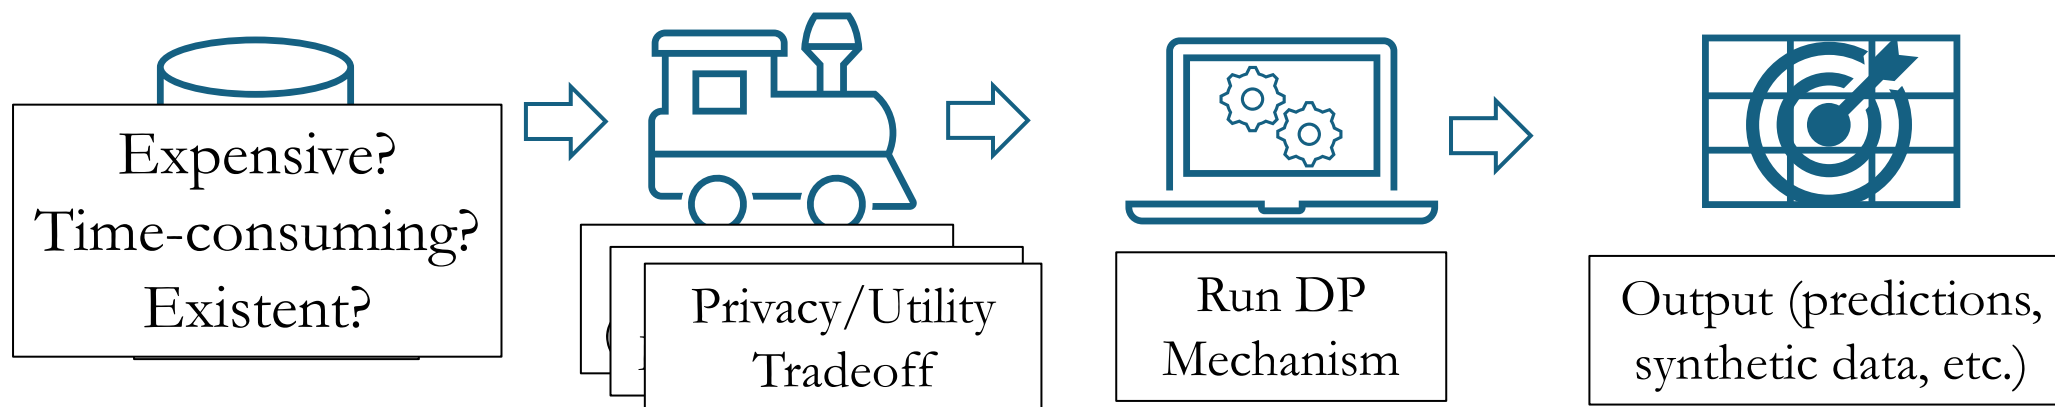 Expensive?
Time-consuming?
Existent?
Privacy/Utility
Tradeoff
Run DP
Mechanism
Output (predictions,
synthetic data, etc.)